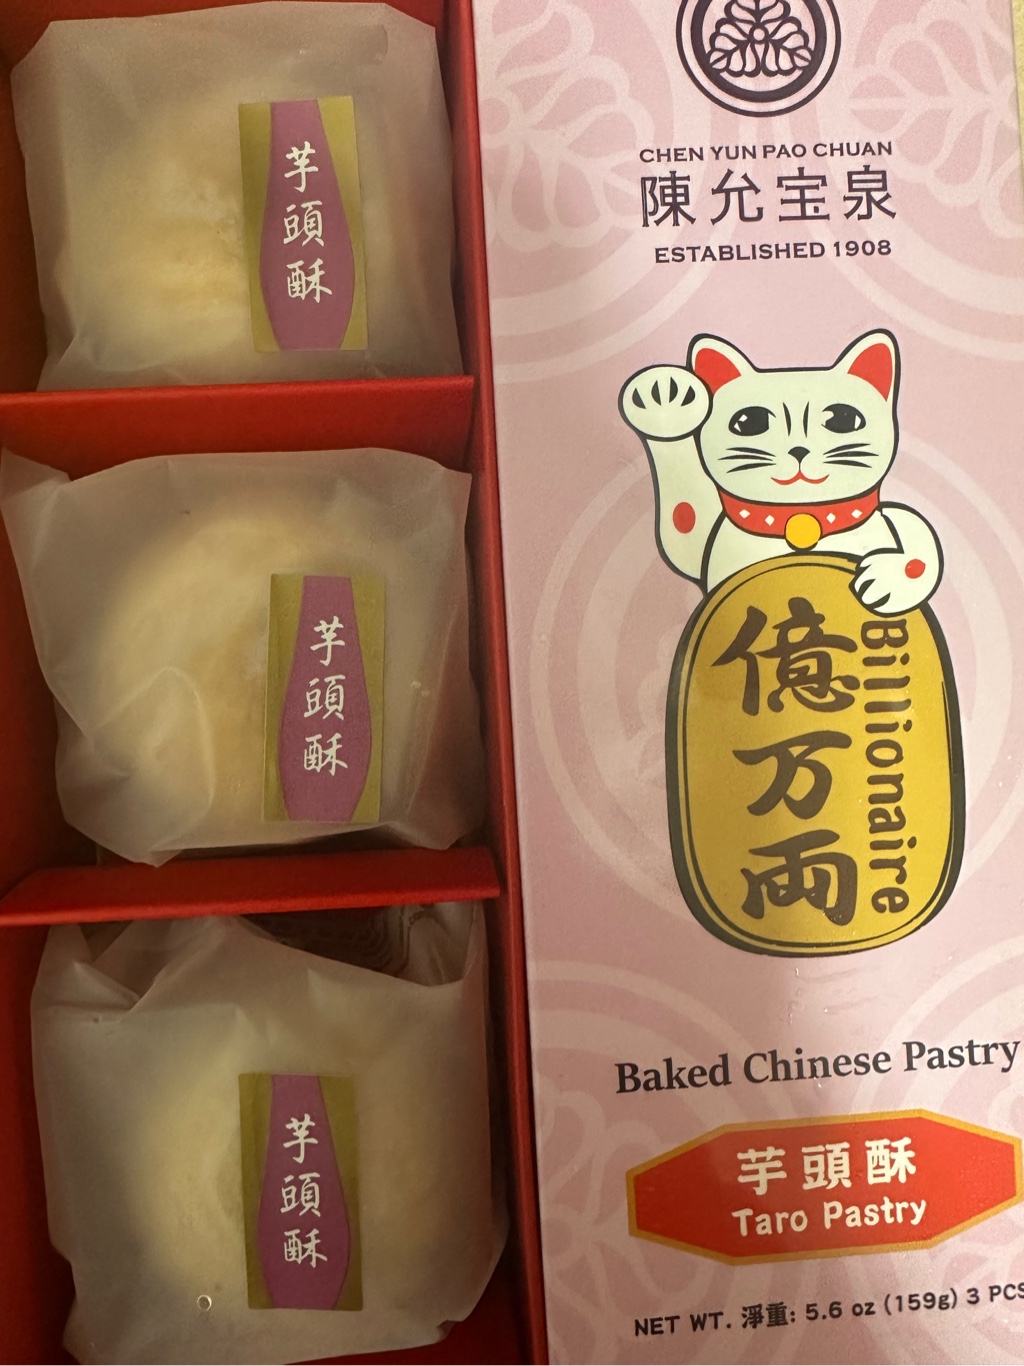 芋頭酥
芋頭酥
芋頭酥
CHEN YUN PAO CHUAN
陳允宝泉
ESTABLISHED 1908
億万両
Billionaire
Baked Chinese Pastry
芋頭酥
Taro Pastry
NET WT. 淨重: 5.6 oz (159g) 3 PCS